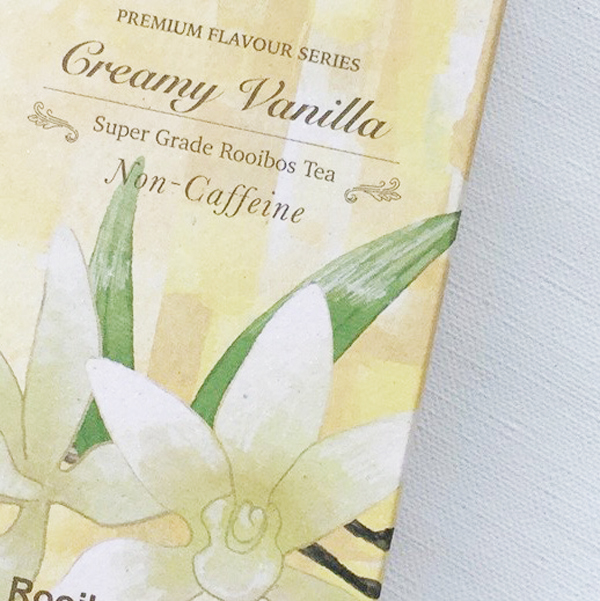 PREMIUM FLAVOUR SERIES
Creamy Vanilla
Super Grade Rooibos Tea
Non-Caffeine